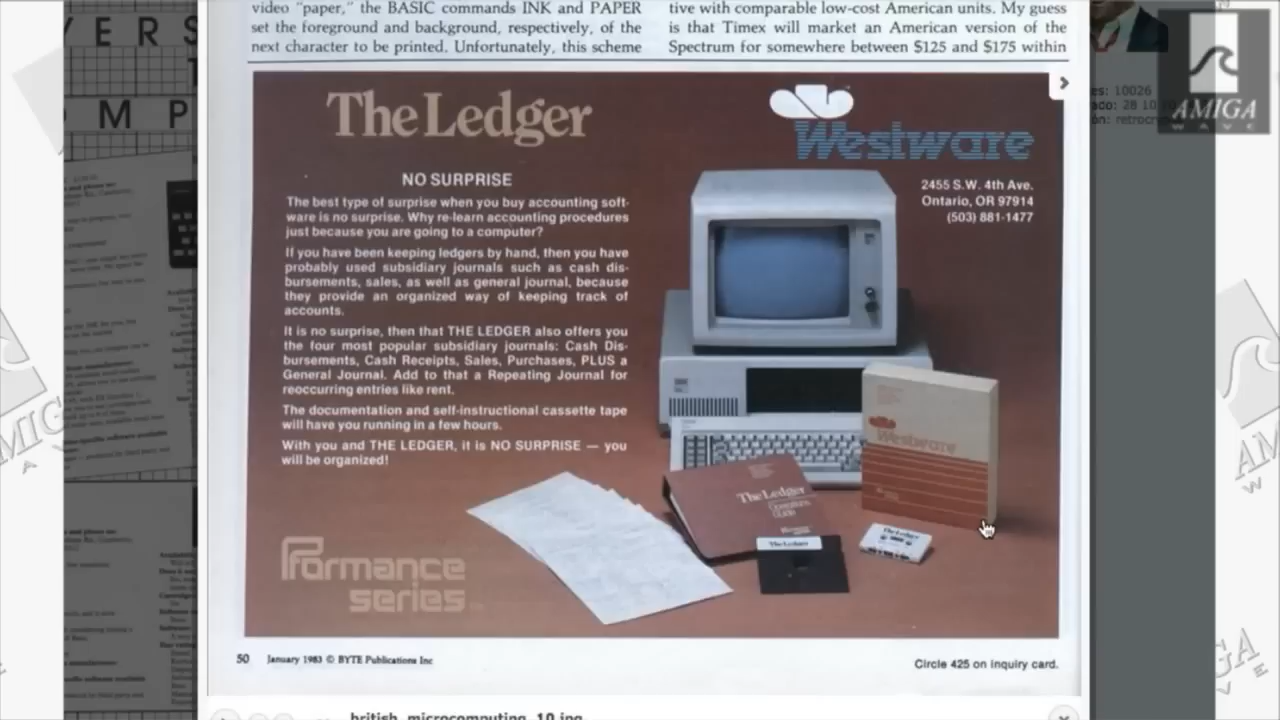 video "paper," the BASIC commands INK and PAPER
set the foreground and background, respectively, of the
next character to be printed. Unfortunately, this scheme
tive with comparable low-cost American units. My guess
is that Timex will market an American version of the
Spectrum for somewhere between $125 and $175 within
The Ledger
NO SURPRISE
The best type of surprise when you buy accounting soft-
ware is no surprise. Why re-learn accounting procedures
just because you are going to a computer?
If you have been keeping ledgers by hand, then you have
probably used subsidiary journals such as cash dis-
bursements, sales, as well as general journal, because
they provide an organized way of keeping track of
accounts.
It is no surprise, then that THE LEDGER also offers you
the four most popular subsidiary journals: Cash Dis-
bursements, Cash Receipts, Sales, Purchases, PLUS a
General Journal. Add to that a Repeating Journal for
reoccurring entries like rent.
The documentation and self-instructional cassette tape
will have you running in a few hours.
With you and THE LEDGER, it is NO SURPRISE — you
will be organized!
Westware
2455 S.W. 4th Ave.
Ontario, OR 97914
(503) 881-1477
Westware
The Ledger
Operations
Guide
The Ledger
The Ledger
Pformance
series
50 January 1983 © BYTE Publications Inc
Circle 425 on inquiry card.
british_microcomputing_10.jpg
es: 10026
AMIGA
WAVE